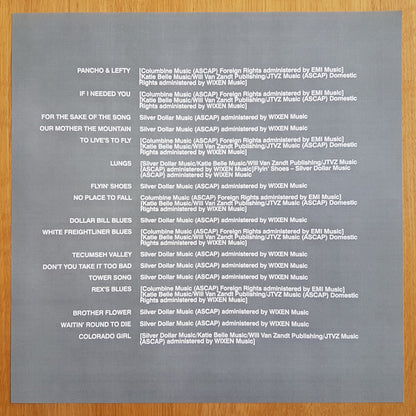 PANCHO & LEFTY [Columbine Music (ASCAP) Foreign Rights administered by EMI Music]
[Katie Belle Music/Will Van Zandt Publishing/JTVZ Music (ASCAP) Domestic
Rights administered by WIXEN Music]
IF I NEEDED YOU [Columbine Music (ASCAP) Foreign Rights administered by EMI Music]
[Katie Belle Music/Will Van Zandt Publishing/JTVZ Music (ASCAP) Domestic
Rights administered by WIXEN Music]
FOR THE SAKE OF THE SONG Silver Dollar Music (ASCAP) administered by WIXEN Music
OUR MOTHER THE MOUNTAIN Silver Dollar Music (ASCAP) administered by WIXEN Music
TO LIVE'S TO FLY [Columbine Music (ASCAP) Foreign Rights administered by EMI Music]
[Katie Belle Music/Will Van Zandt Publishing/JTVZ Music (ASCAP) Domestic
Rights administered by WIXEN Music]
LUNGS [Silver Dollar Music/Katie Belle Music/Will Van Zandt Publishing/JTVZ Music
(ASCAP) administered by WIXEN Music]Flyin' Shoes – Silver Dollar Music
(ASCAP) administered by WIXEN Music]
FLYIN' SHOES Silver Dollar Music (ASCAP) administered by WIXEN Music
NO PLACE TO FALL [Columbine Music (ASCAP) Foreign Rights administered by EMI Music]
[Katie Belle Music/Will Van Zandt Publishing/JTVZ Music (ASCAP) Domestic
Rights administered by WIXEN Music]
DOLLAR BILL BLUES Silver Dollar Music (ASCAP) administered by WIXEN Music
WHITE FREIGHTLINER BLUES [Columbine Music (ASCAP) Foreign Rights administered by EMI Music]
[Katie Belle Music/Will Van Zandt Publishing/JTVZ Music (ASCAP) Domestic
Rights administered by WIXEN Music]
TECUMSEH VALLEY Silver Dollar Music (ASCAP) administered by WIXEN Music
DON'T YOU TAKE IT TOO BAD Silver Dollar Music (ASCAP) administered by WIXEN Music
TOWER SONG Silver Dollar Music (ASCAP) administered by WIXEN Music
REX'S BLUES [Columbine Music (ASCAP) Foreign Rights administered by EMI Music]
[Katie Belle Music/Will Van Zandt Publishing/JTVZ Music (ASCAP) Domestic
Rights administered by WIXEN Music]
BROTHER FLOWER Silver Dollar Music (ASCAP) administered by WIXEN Music
WAITIN' ROUND TO DIE Silver Dollar Music (ASCAP) administered by WIXEN Music
COLORADO GIRL [Silver Dollar Music/Katie Belle Music/Will Van Zandt Publishing/JTVZ Music
(ASCAP) administered by WIXEN Music]